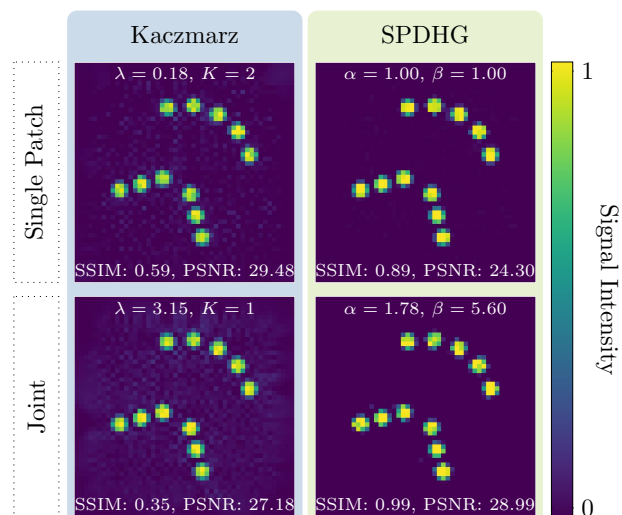 Kaczmarz
SPDHG
Single Patch
λ = 0.18, K = 2
α = 1.00, β = 1.00
1
SSIM: 0.59, PSNR: 29.48
SSIM: 0.89, PSNR: 24.30
Signal Intensity
Joint
λ = 3.15, K = 1
α = 1.78, β = 5.60
SSIM: 0.35, PSNR: 27.18
SSIM: 0.99, PSNR: 28.99
0